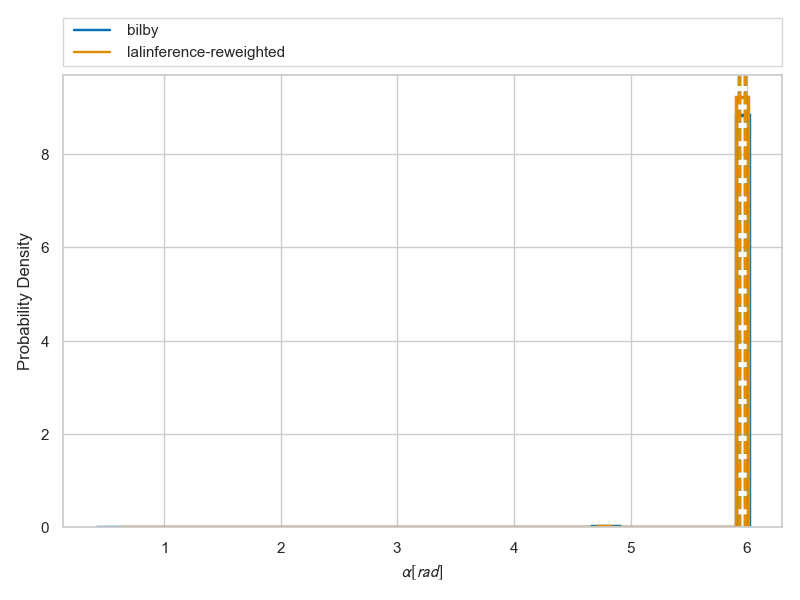 bilby
lalinference-reweighted
8
6
4
2
0
Probability Density
1 2 3 4 5 6
α[rad]